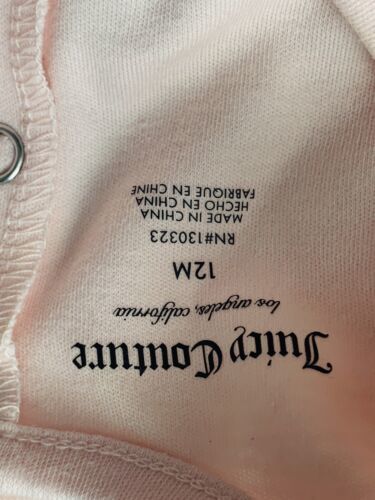 Juicy Couture
los angeles, california
12M
RN#130323
MADE IN CHINA
HECHO EN CHINA
FABRIQUE EN CHINE